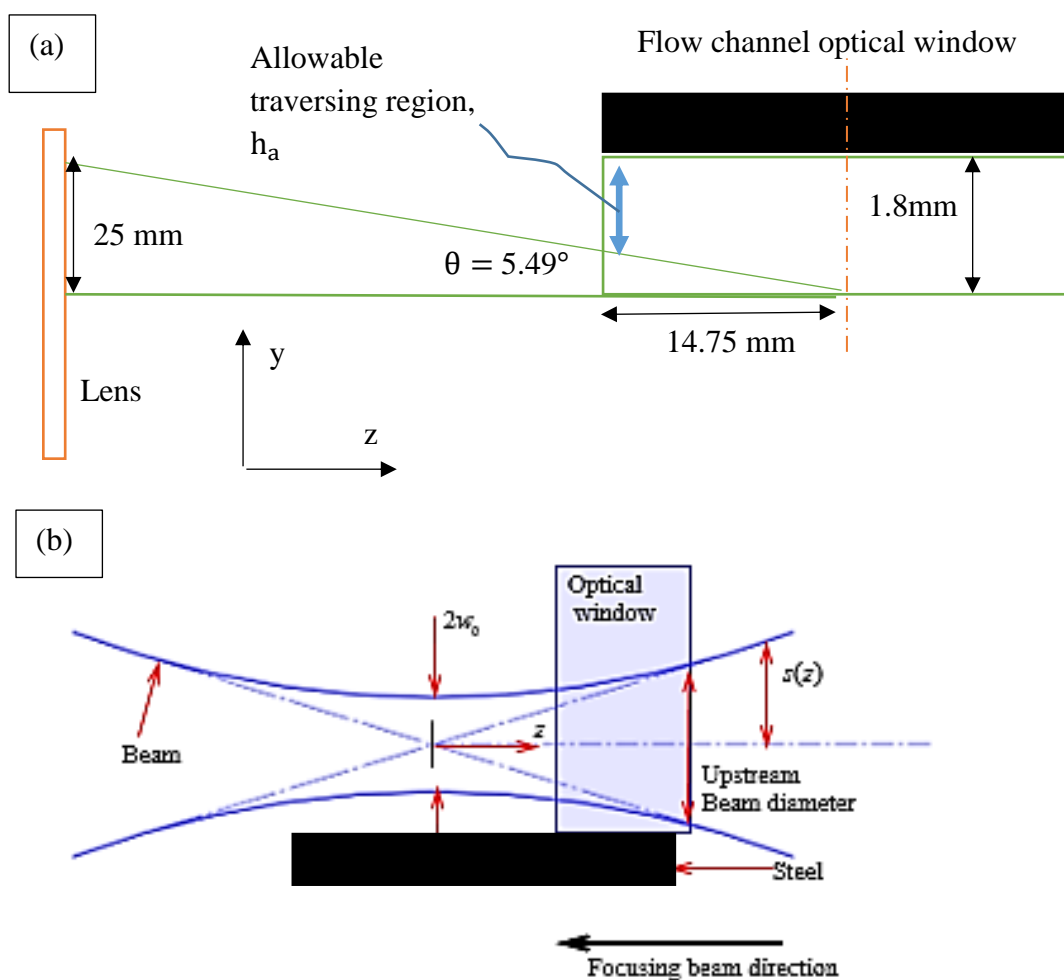 (a)
Flow channel optical window
Allowable
traversing region,
hₐ
1.8mm
25 mm
θ = 5.49°
14.75 mm
y
Lens
z
(b)
Optical
window
2w₀
s(z)
z
Beam
Upstream
Beam diameter
Steel
Focusing beam direction